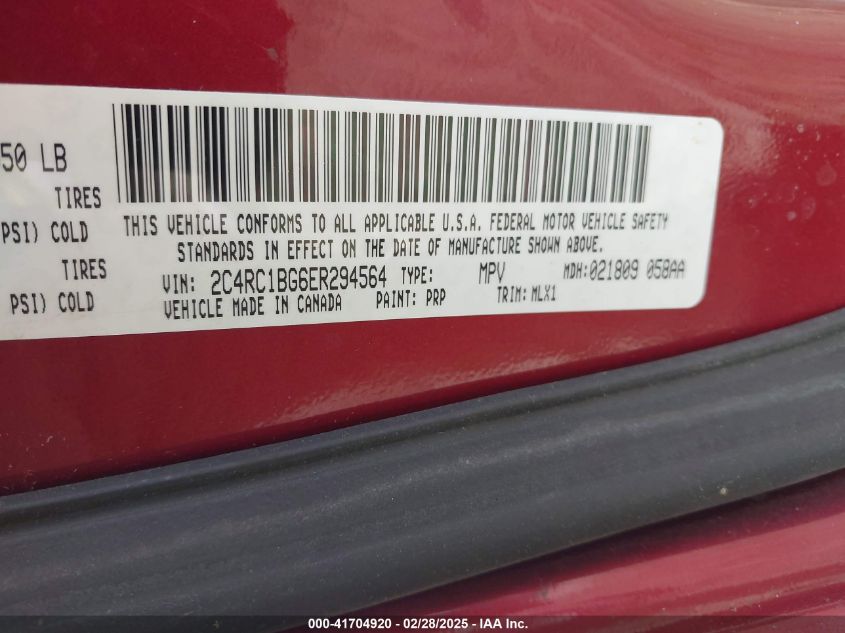 50 LB
TIRES
PSI) COLD
TIRES
PSI) COLD
THIS VEHICLE CONFORMS TO ALL APPLICABLE U.S.A. FEDERAL MOTOR VEHICLE SAFETY
STANDARDS IN EFFECT ON THE DATE OF MANUFACTURE SHOWN ABOVE.
VIN: 2C4RC1BG6ER294564 TYPE: MPV MDH:021809 058AA
VEHICLE MADE IN CANADA PAINT: PRP TRIM: MLX1
000-41704920 / 02/28/2025 - IAA Inc.